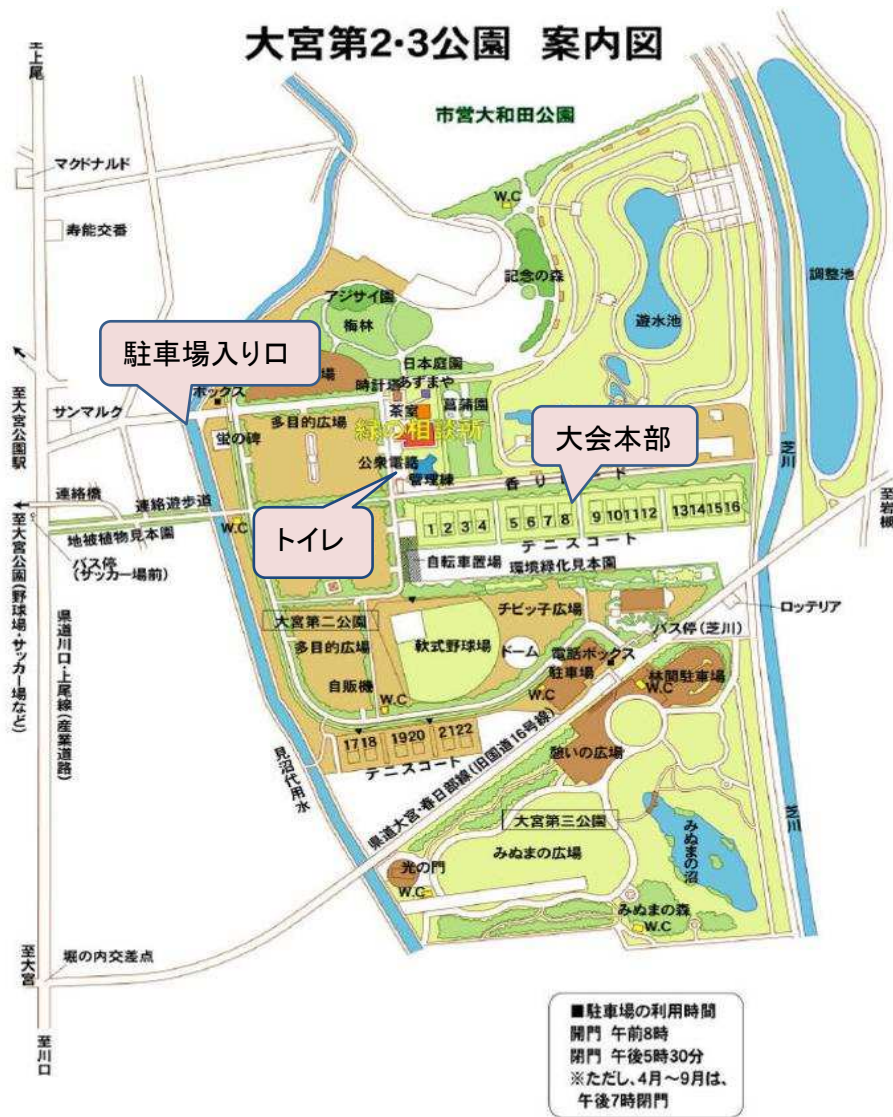 大宮第2・3公園 案内図
至上尾
市営大和田公園
マクドナルド
寿能交番
W.C
記念の森
調整池
アジサイ園
梅林
遊水池
駐車場入り口
場
日本庭園
時計塔
あずまや
ボックス
至大宮公園駅
サンマルク
茶室
菖蒲園
蛍の碑
多目的広場
緑の相談所
大会本部
公衆電話
管理棟
香り
ド
芝川
至岩槻
連絡橋
連絡遊歩道
地被植物見本園
W.C
トイレ
1 2 3 4
5 6 7 8
9 10 11 12
13 14 15 16
テニスコート
バス停
(サッカー場前)
自転車置場
環境緑化見本園
至大宮公園(野球場・サッカー場など)
県道川口・上尾線(産業道路)
大宮第二公園
チビッ子広場
ロッテリア
バス停(芝川)
多目的広場
軟式野球場
ドーム
電話ボックス
駐車場
林間駐車場
自販機
W.C
W.C
W.C
17 18
19 20
21 22
テニスコート
憩いの広場
見沼代用水
県道大宮・春日部線(旧国道16号線)
大宮第三公園
みぬまの広場
みぬまの沼
芝川
光の門
W.C
みぬまの森
W.C
至大宮
堀の内交差点
至川口
■駐車場の利用時間
開門 午前8時
閉門 午後5時30分
※ただし、4月～9月は、
午後7時閉門